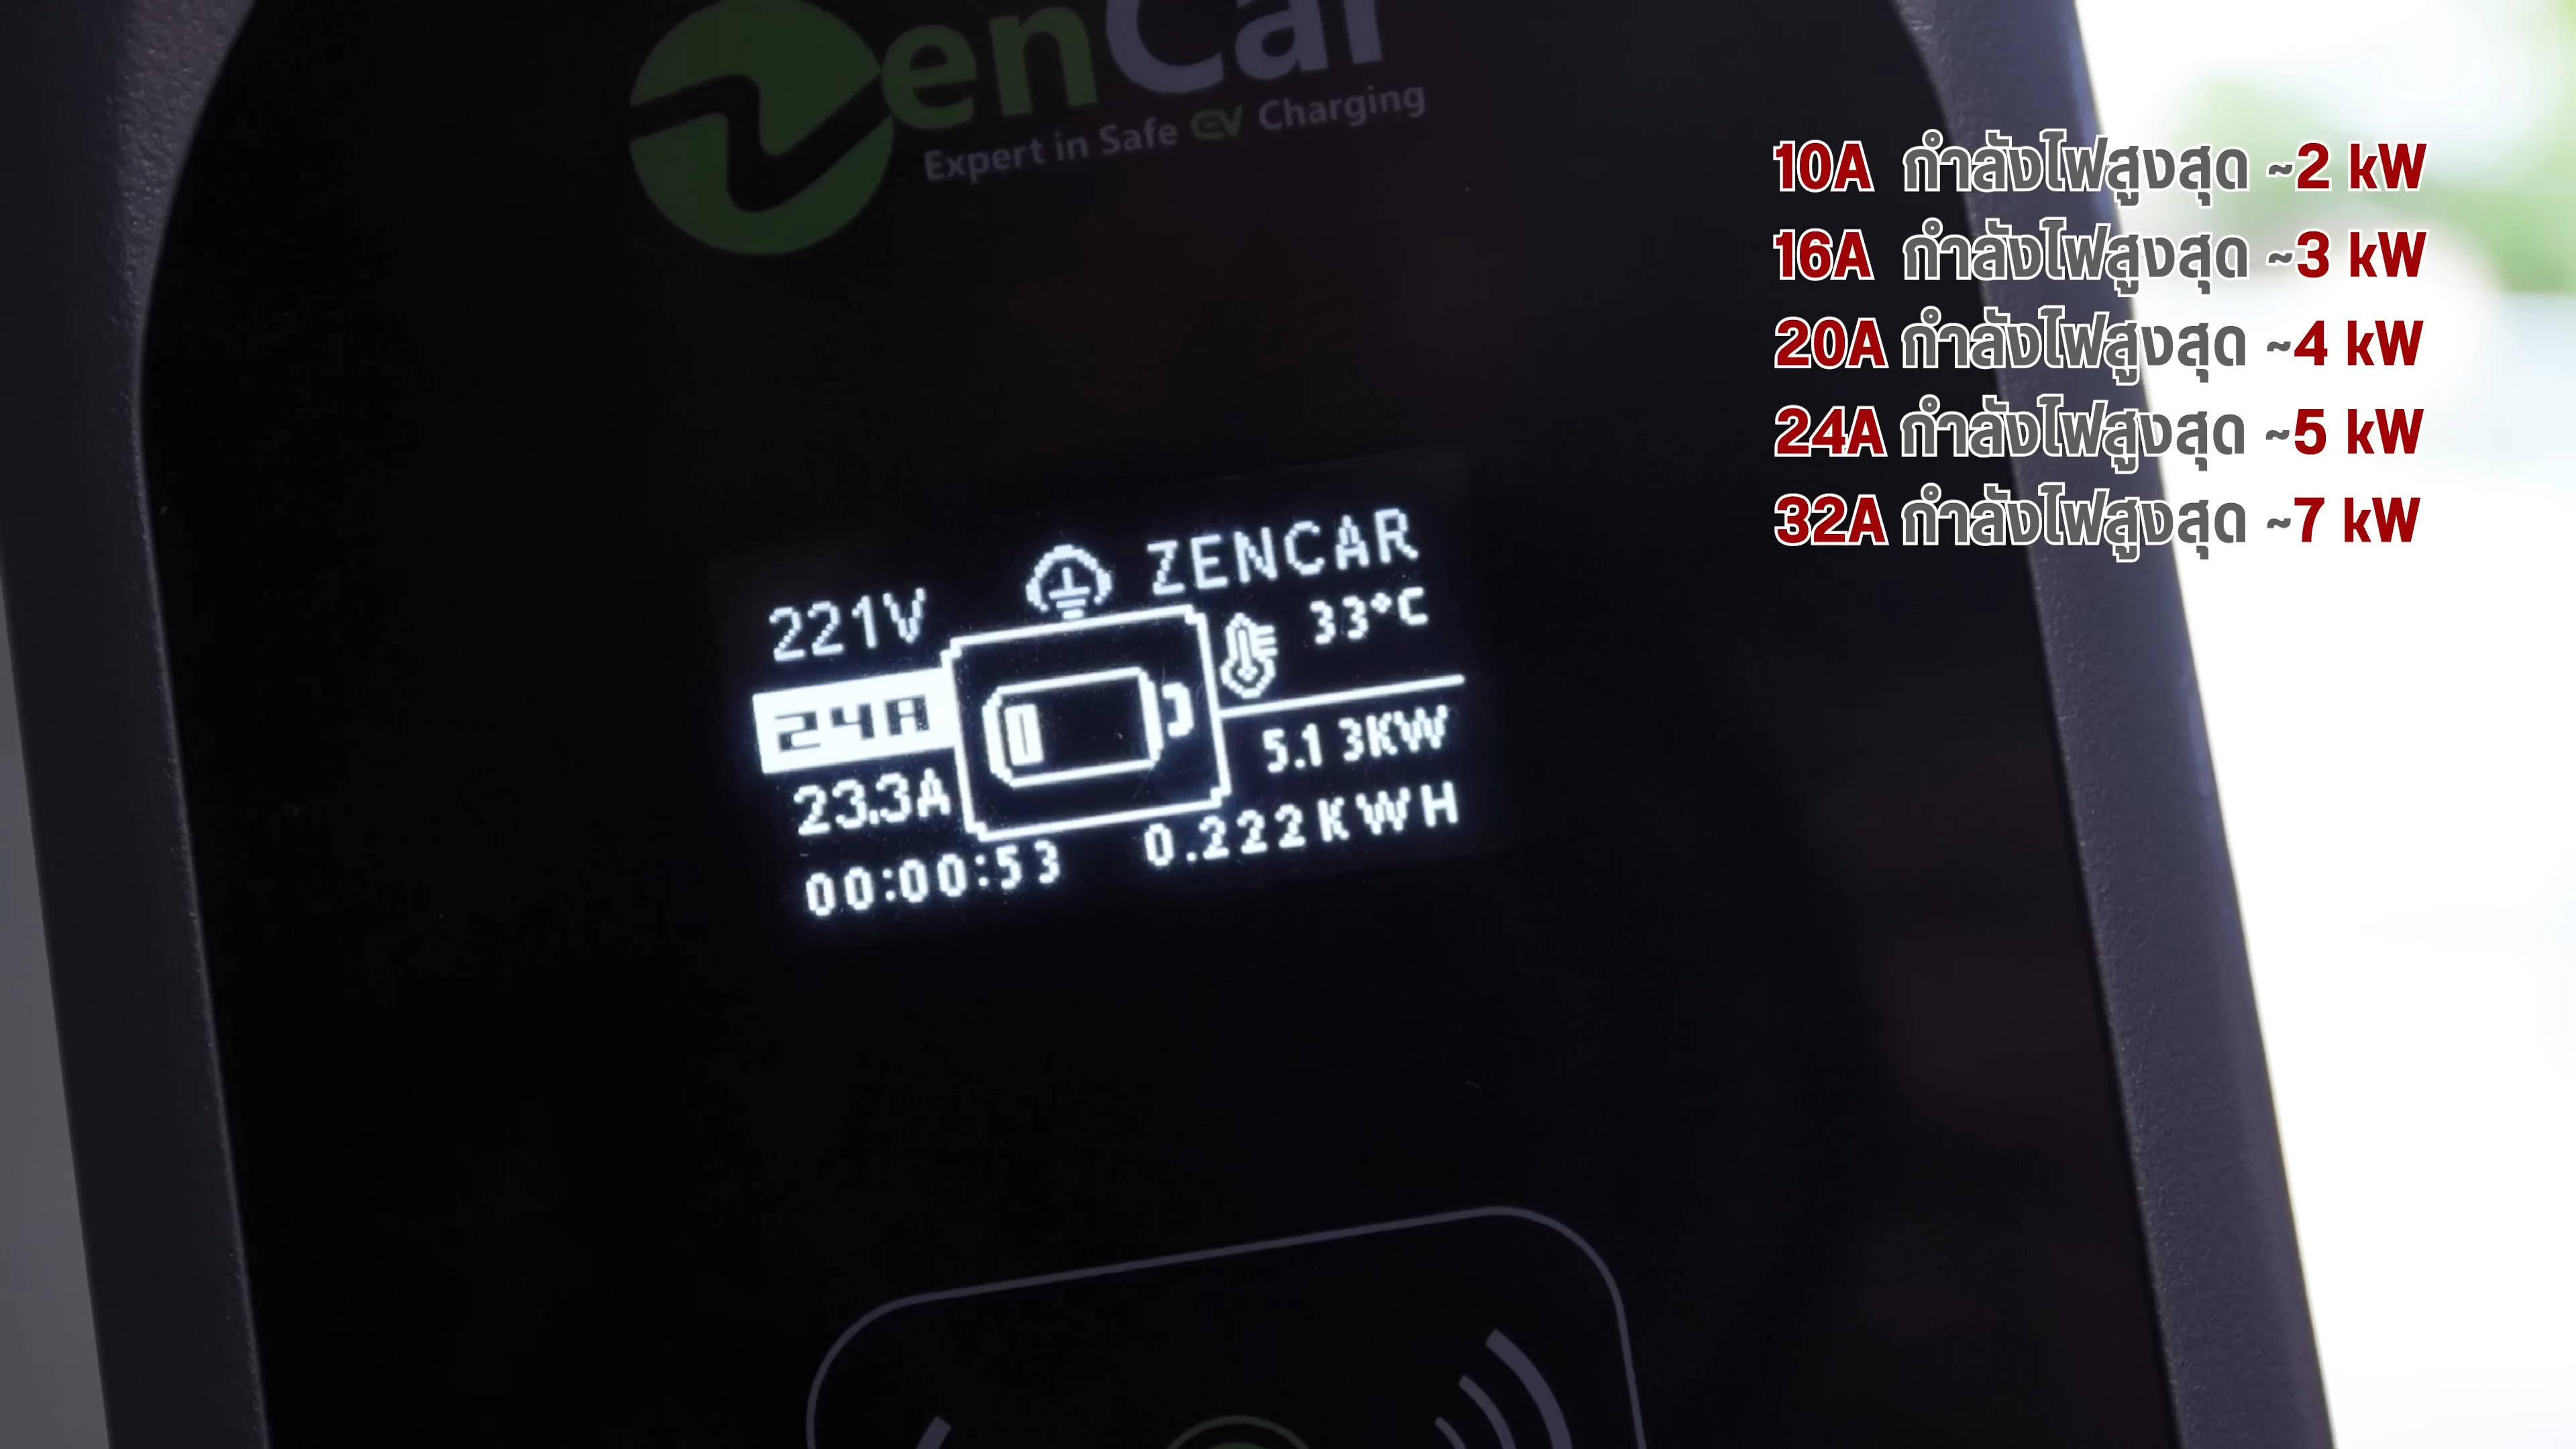 ZenCar
Expert in Safe EV Charging
10A กำลังไฟสูงสุด ~2 kW
16A กำลังไฟสูงสุด ~3 kW
20A กำลังไฟสูงสุด ~4 kW
24A กำลังไฟสูงสุด ~5 kW
32A กำลังไฟสูงสุด ~7 kW
221V ZENCAR
33°C
24A
23.3A 5.13KW
00:00:53 0.222KWH